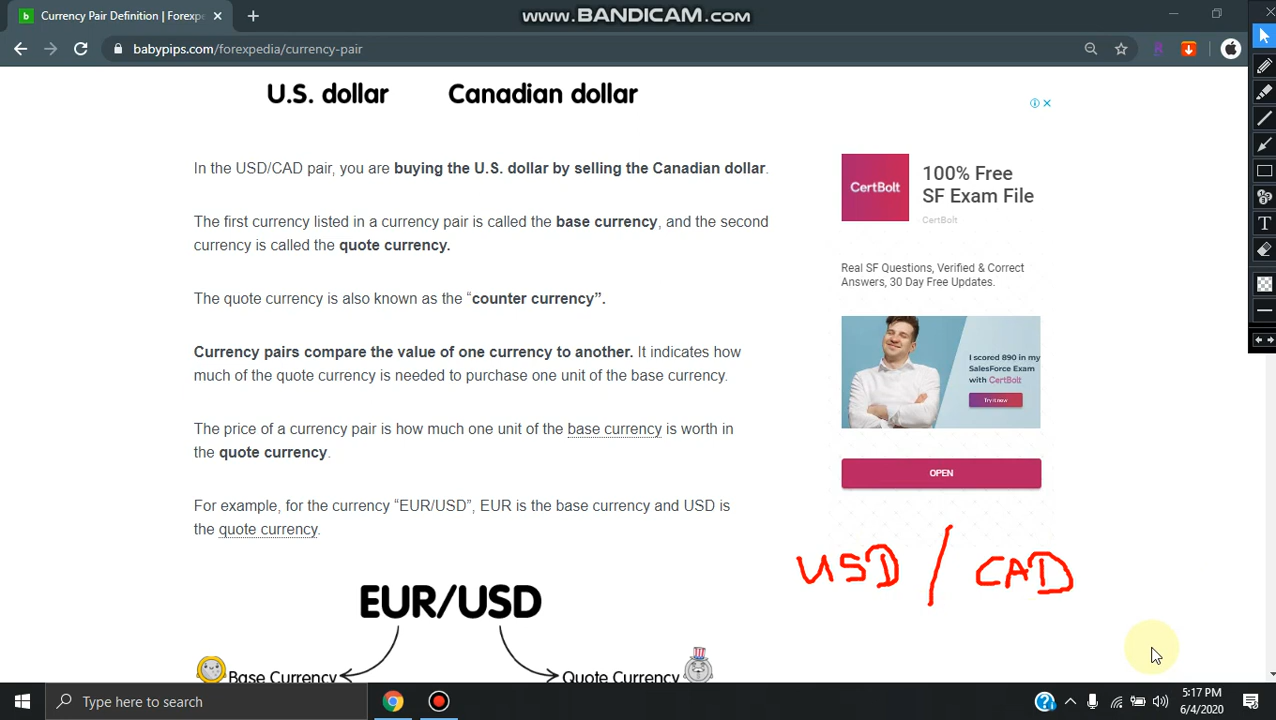 Currency Pair Definition | Forexpe
www.BANDICAM.com
babypips.com/forexpedia/currency-pair
U.S. dollar Canadian dollar
In the USD/CAD pair, you are buying the U.S. dollar by selling the Canadian dollar.
The first currency listed in a currency pair is called the base currency, and the second
currency is called the quote currency.
The quote currency is also known as the “counter currency”.
Currency pairs compare the value of one currency to another. It indicates how
much of the quote currency is needed to purchase one unit of the base currency.
The price of a currency pair is how much one unit of the base currency is worth in
the quote currency.
For example, for the currency “EUR/USD”, EUR is the base currency and USD is
the quote currency.
EUR/USD
Base Currency Quote Currency
CertBolt
100% Free
SF Exam File
CertBolt
Real SF Questions, Verified & Correct
Answers, 30 Day Free Updates.
I scored 890 in my
SalesForce Exam
with CertBolt
Try it now
OPEN
USD / CAD
T
Type here to search
5:17 PM
6/4/2020